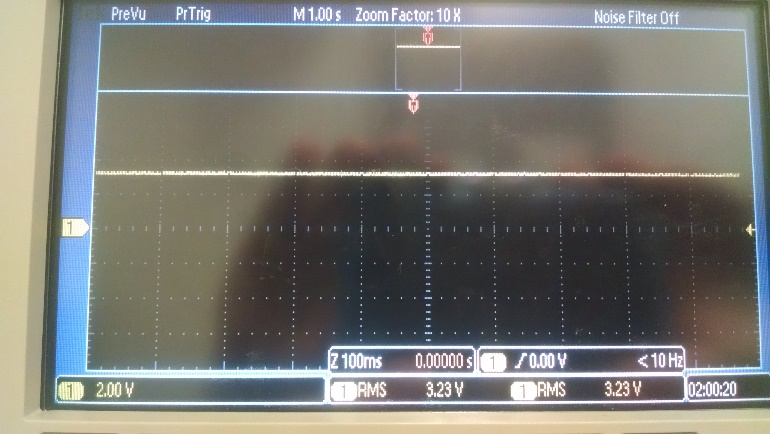 PreVu PrTrig M 1.00 s Zoom Factor: 10 X Noise Filter Off
1
Z 100ms 0.00000 s 1 0.00 V < 10 Hz
1 2.00 V 1 RMS 3.23 V 1 RMS 3.23 V 02:00:20